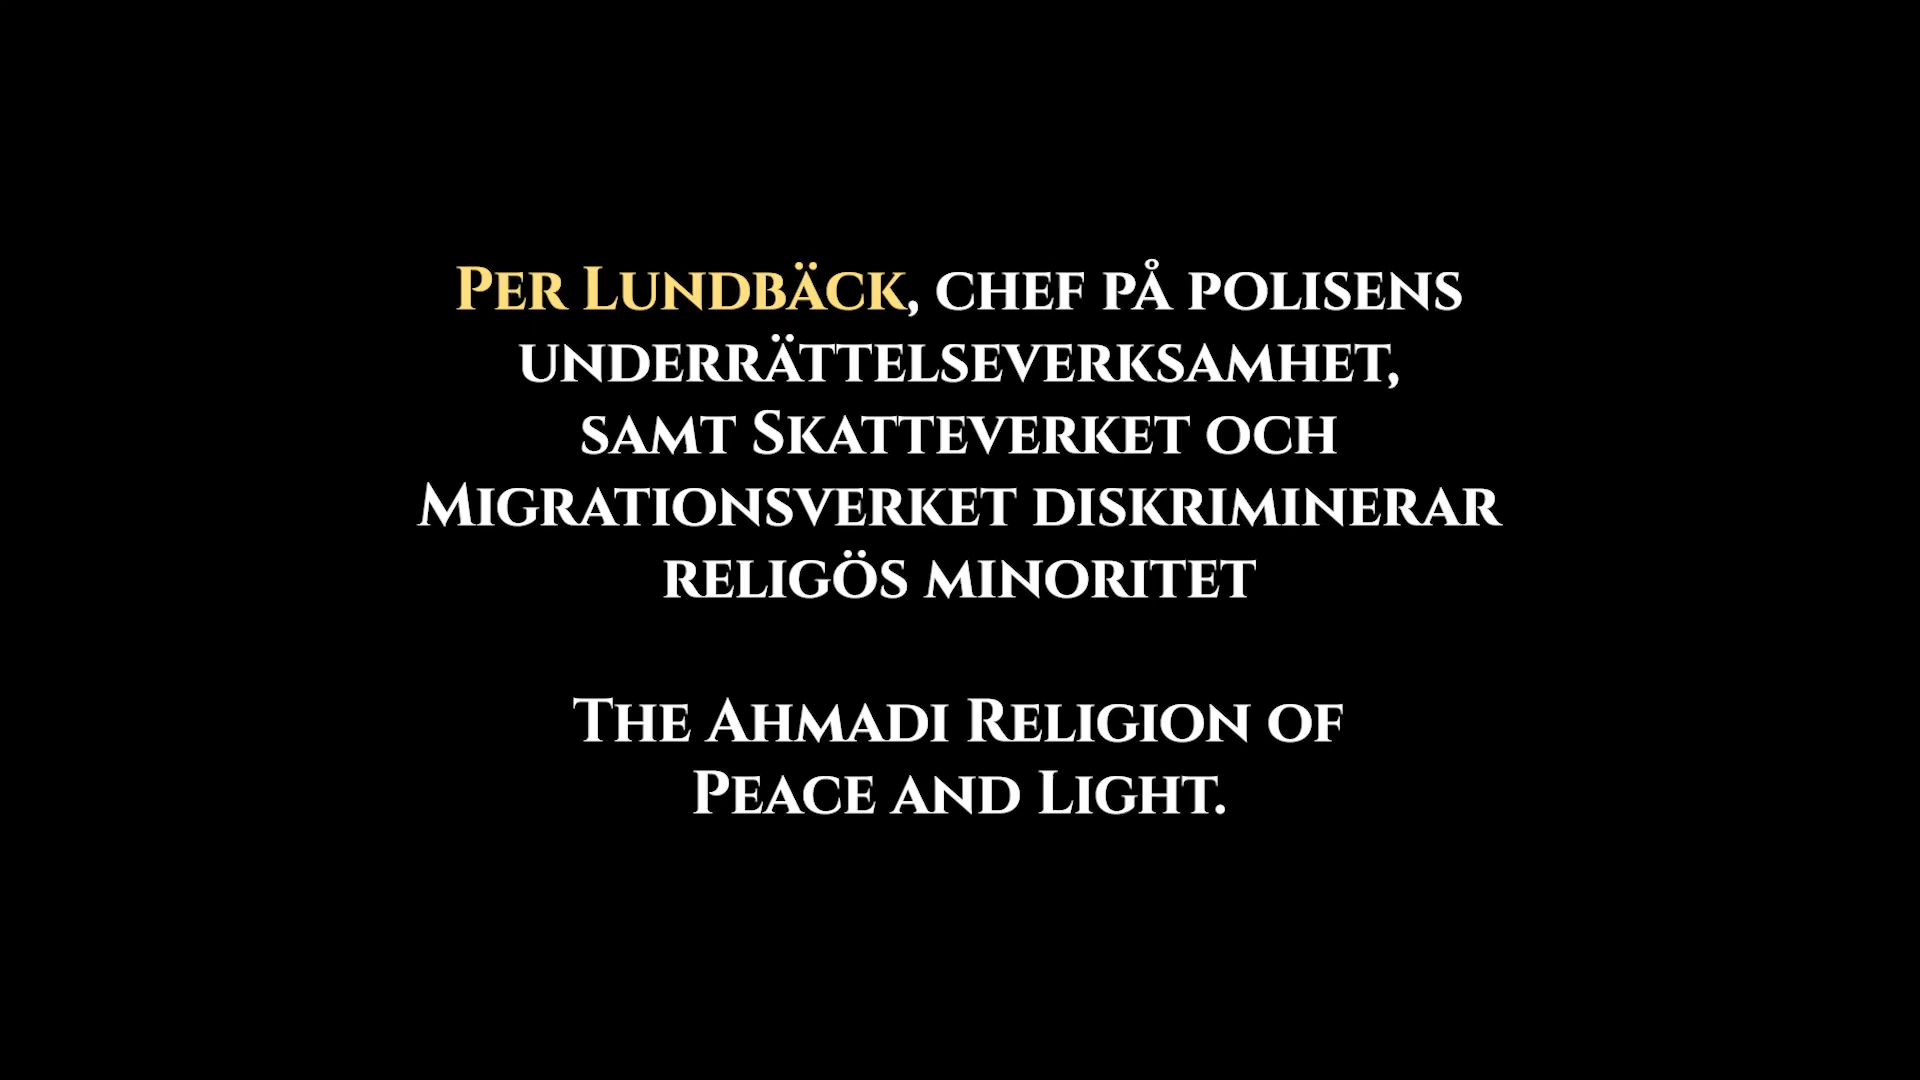 Per Lundbäck, chef på polisens
underrättelseverksamhet,
samt Skatteverket och
Migrationsverket diskriminerar
religös minoritet
The Ahmadi Religion of
Peace and Light.